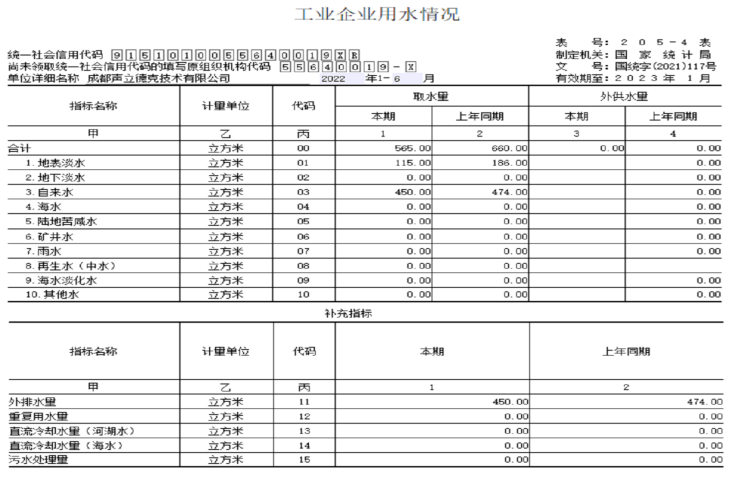 工业企业用水情况
表 号: 2 0 5-4 表
统一社会信用代码 91510100556400019XB 制定机关: 国 家 统 计 局
尚未领取统一社会信用代码的填写原组织机构代码 55640019-X 文 号: 国统字(2021)117号
单位详细名称 成都声立德克技术有限公司 2022 年1-6 月 有效期至: 2 0 2 3 年 1 月
指标名称 计量单位 代码 取水量 外供水量
本期 上年同期 本期 上年同期
甲 乙 丙 1 2 3 4
合计 立方米 00 565.00 660.00 0.00 0.00
1.地表淡水 立方米 01 115.00 186.00 0.00
2.地下淡水 立方米 02 0.00 0.00 0.00
3.自来水 立方米 03 450.00 474.00 0.00
4.海水 立方米 04 0.00 0.00 0.00
5.陆地苦咸水 立方米 05 0.00 0.00 0.00
6.矿井水 立方米 06 0.00 0.00 0.00
7.雨水 立方米 07 0.00 0.00 0.00
8.再生水(中水) 立方米 08 0.00 0.00
9.海水淡化水 立方米 09 0.00 0.00 0.00
10.其他水 立方米 10 0.00 0.00 0.00
补充指标
指标名称 计量单位 代码 本期 上年同期
甲 乙 丙 1 2
外排水量 立方米 11 450.00 474.00
重复用水量 立方米 12 0.00 0.00
直流冷却水量(河湖水) 立方米 13 0.00 0.00
直流冷却水量(海水) 立方米 14 0.00 0.00
污水处理量 立方米 15 0.00 0.00